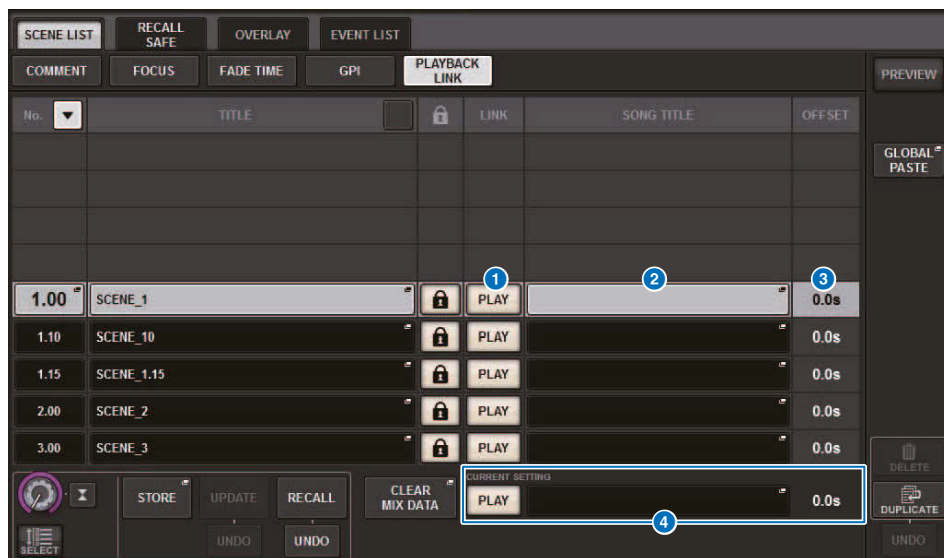 SCENE LIST
RECALL
SAFE
OVERLAY
EVENT LIST
COMMENT
FOCUS
FADE TIME
GPI
PLAYBACK
LINK
PREVIEW
No.
TITLE
LINK
SONG TITLE
OFFSET
GLOBAL
PASTE
1
2
3
1.00
SCENE_1
PLAY
0.0s
1.10
SCENE_10
PLAY
0.0s
1.15
SCENE_1.15
PLAY
0.0s
2.00
SCENE_2
PLAY
0.0s
3.00
SCENE_3
PLAY
0.0s
DELETE
STORE
UPDATE
RECALL
CLEAR
MIX DATA
CURRENT SETTING
PLAY
0.0s
4
DUPLICATE
SELECT
UNDO
UNDO
UNDO